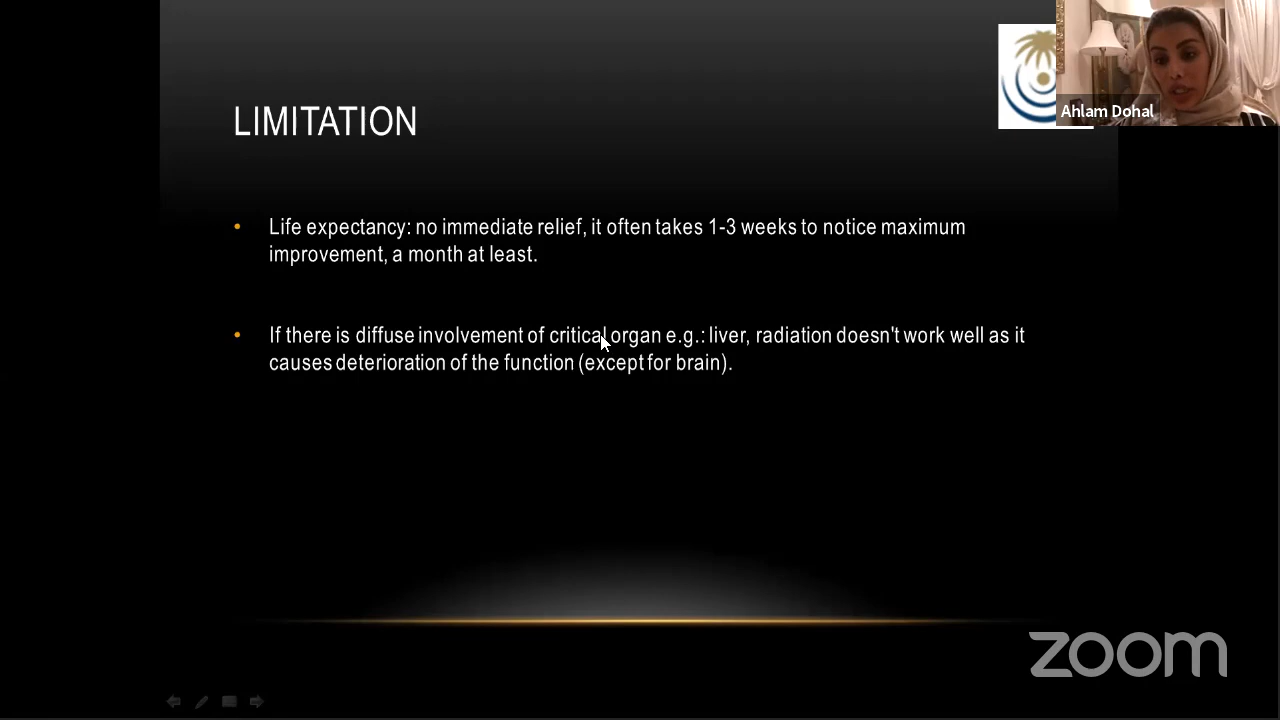 Ahlam Dohal
LIMITATION
• Life expectancy: no immediate relief, it often takes 1-3 weeks to notice maximum
improvement, a month at least.
• If there is diffuse involvement of critical organ e.g.: liver, radiation doesn't work well as it
causes deterioration of the function (except for brain).
zoom